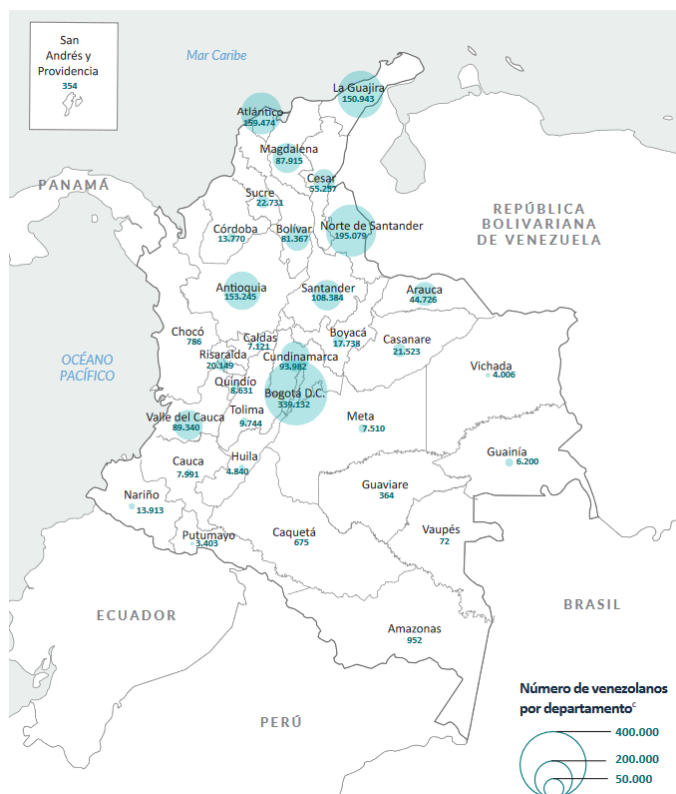 San
Andrés y
Providencia
354
Mar Caribe
La Guajira
150.943
Atlántico
159.474
Magdalena
87.915
Cesar
55.257
PANAMÁ
Sucre
22.731
REPÚBLICA
BOLIVARIANA
DE VENEZUELA
Córdoba
13.770
Bolívar
81.367
Norte de Santander
195.079
Antioquia
153.245
Santander
108.384
Arauca
44.726
Chocó
786
Caldas
7.121
Boyacá
17.738
Casanare
21.523
OCÉANO
PACÍFICO
Risaralda
20.149
Cundinamarca
93.982
Vichada
4.006
Quindío
8.631
Bogotá D.C.
339.132
Valle del Cauca
89.340
Tolima
9.744
Meta
7.510
Cauca
7.991
Huila
4.840
Guainía
6.200
Nariño
13.913
Guaviare
364
Putumayo
3.403
Caquetá
675
Vaupés
72
ECUADOR
BRASIL
Amazonas
952
PERÚ
Número de venezolanos
por departamentoᶜ
400.000
200.000
50.000